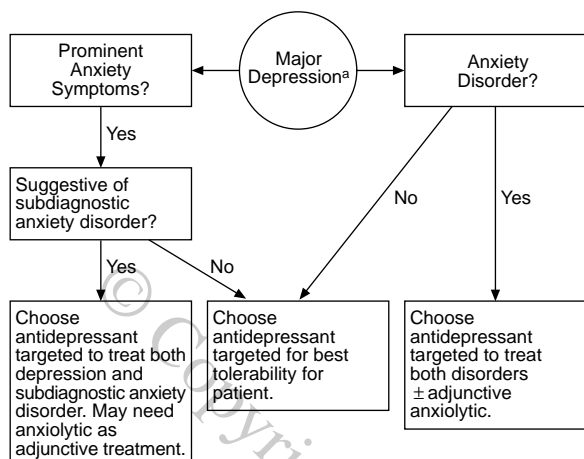 Prominent
Anxiety
Symptoms?
Major
Depressionᵃ
Anxiety
Disorder?
Yes
Suggestive of
subdiagnostic
anxiety disorder?
No
Yes
Yes
No
Choose
antidepressant
targeted to treat both
depression and
subdiagnostic anxiety
disorder. May need
anxiolytic as
adjunctive treatment.
Choose
antidepressant
targeted for best
tolerability for
patient.
Choose
antidepressant
targeted to treat
both disorders
± adjunctive
anxiolytic.
© Copyri